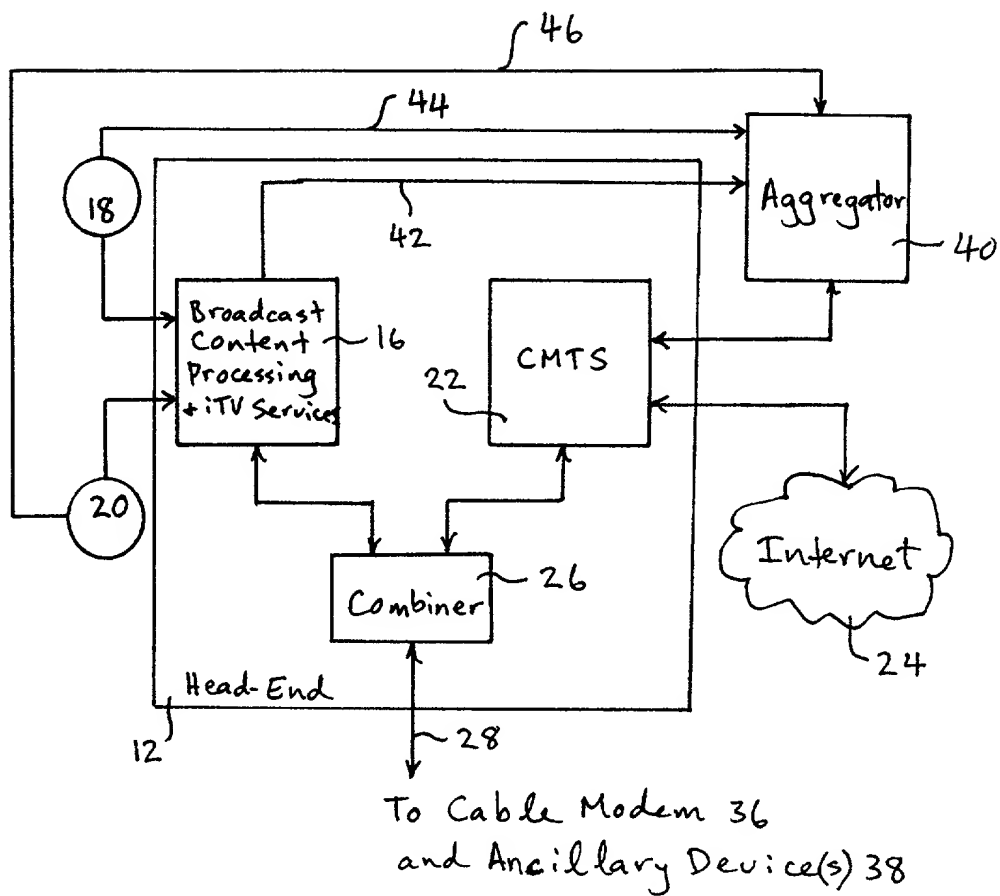 46
44
18
42
Aggregator
40
Broadcast
Content
Processing
+ iTV Services
16
CMTS
22
20
Internet
24
Combiner
26
Head-End
12
28
To Cable Modem 36
and Ancillary Device(s) 38